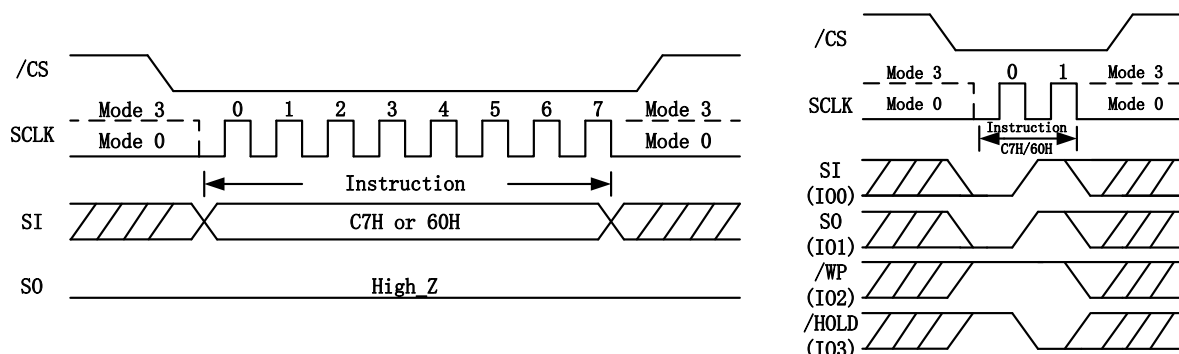 /CS
Mode 3 0 1 2 3 4 5 6 7 Mode 3
SCLK
Mode 0 Mode 0
Instruction
SI C7H or 60H
SO High_Z
/CS
Mode 3 0 1 Mode 3
SCLK Mode 0 Mode 0
Instruction
C7H/60H
SI
(IO0)
SO
(IO1)
/WP
(IO2)
/HOLD
(IO3)